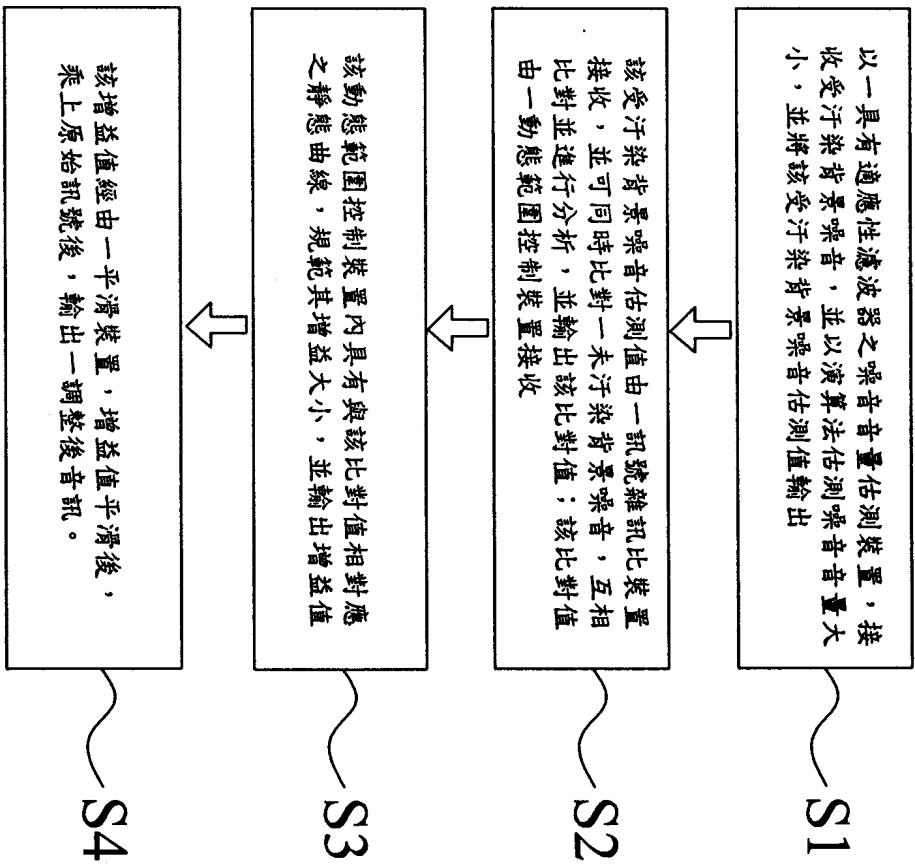 以一具有適應性濾波器之噪音音量估測裝置，接
收受汙染背景噪音，並以演算法估測噪音音量大
小，並將該受汙染背景噪音估測值輸出
S1
該受汙染背景噪音估測值由一訊號雜訊比裝置
接收，並可同時比對一未汙染背景噪音，互相
比對並進行分析，並輸出該比對值；該比對值
由一動態範圍控制裝置接收
S2
該動態範圍控制裝置內具有與該比對值相對應
之靜態曲線，規範其增益大小，並輸出增益值
S3
該增益值經由一平滑裝置，增益值平滑後，
乘上原始訊號後，輸出一調整後音訊。
S4